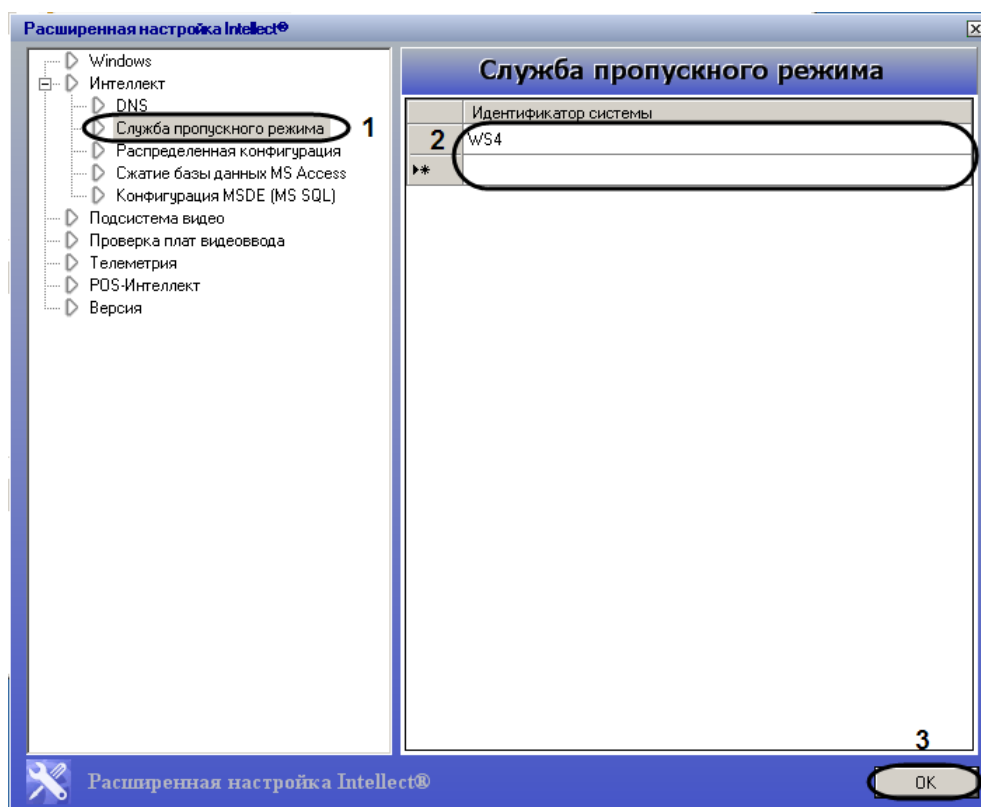 Расширенная настройка Intellect®
Windows
Интеллект
DNS
Служба пропускного режима 1
Распределенная конфигурация
Сжатие базы данных MS Access
Конфигурация MSDE (MS SQL)
Подсистема видео
Проверка плат видеоввода
Телеметрия
POS-Интеллект
Версия
Служба пропускного режима
Идентификатор системы
2 WS4
3
Расширенная настройка Intellect®
OK